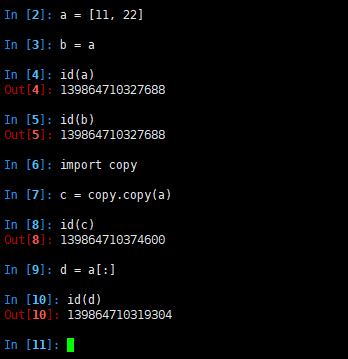 In [2]: a = [11, 22]
In [3]: b = a
In [4]: id(a)
Out[4]: 139864710327688
In [5]: id(b)
Out[5]: 139864710327688
In [6]: import copy
In [7]: c = copy.copy(a)
In [8]: id(c)
Out[8]: 139864710374600
In [9]: d = a[:]
In [10]: id(d)
Out[10]: 139864710319304
In [11]: